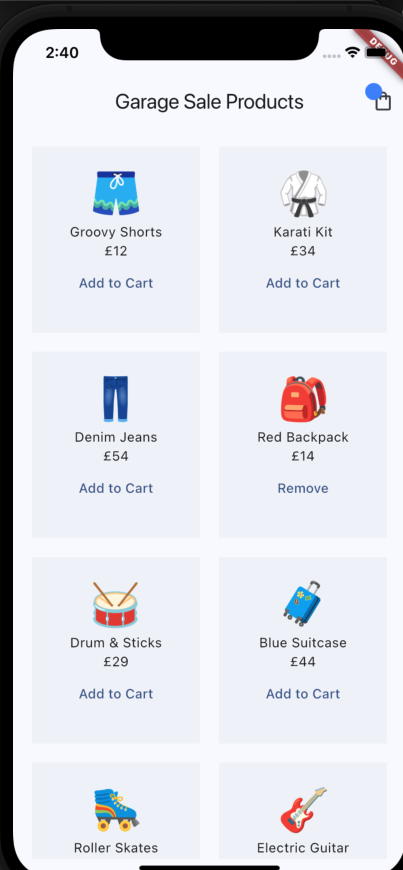 2:40
DEBUG
Garage Sale Products
Groovy Shorts
£12
Add to Cart
Karati Kit
£34
Add to Cart
Denim Jeans
£54
Add to Cart
Red Backpack
£14
Remove
Drum & Sticks
£29
Add to Cart
Blue Suitcase
£44
Add to Cart
Roller Skates
Electric Guitar